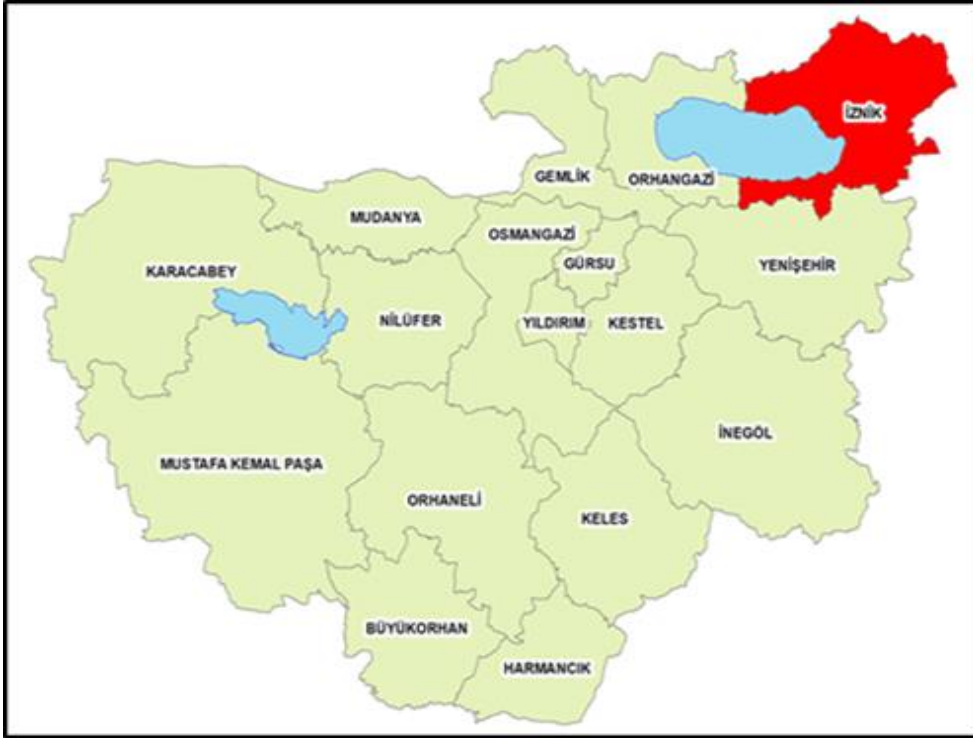 İZNİK
GEMLİK
ORHANGAZİ
MUDANYA
OSMANGAZİ
GÜRSU
YENİŞEHİR
KARACABEY
NİLÜFER
YILDIRIM
KESTEL
İNEGÖL
MUSTAFA KEMAL PAŞA
ORHANELİ
KELES
BÜYÜKORHAN
HARMANCIK